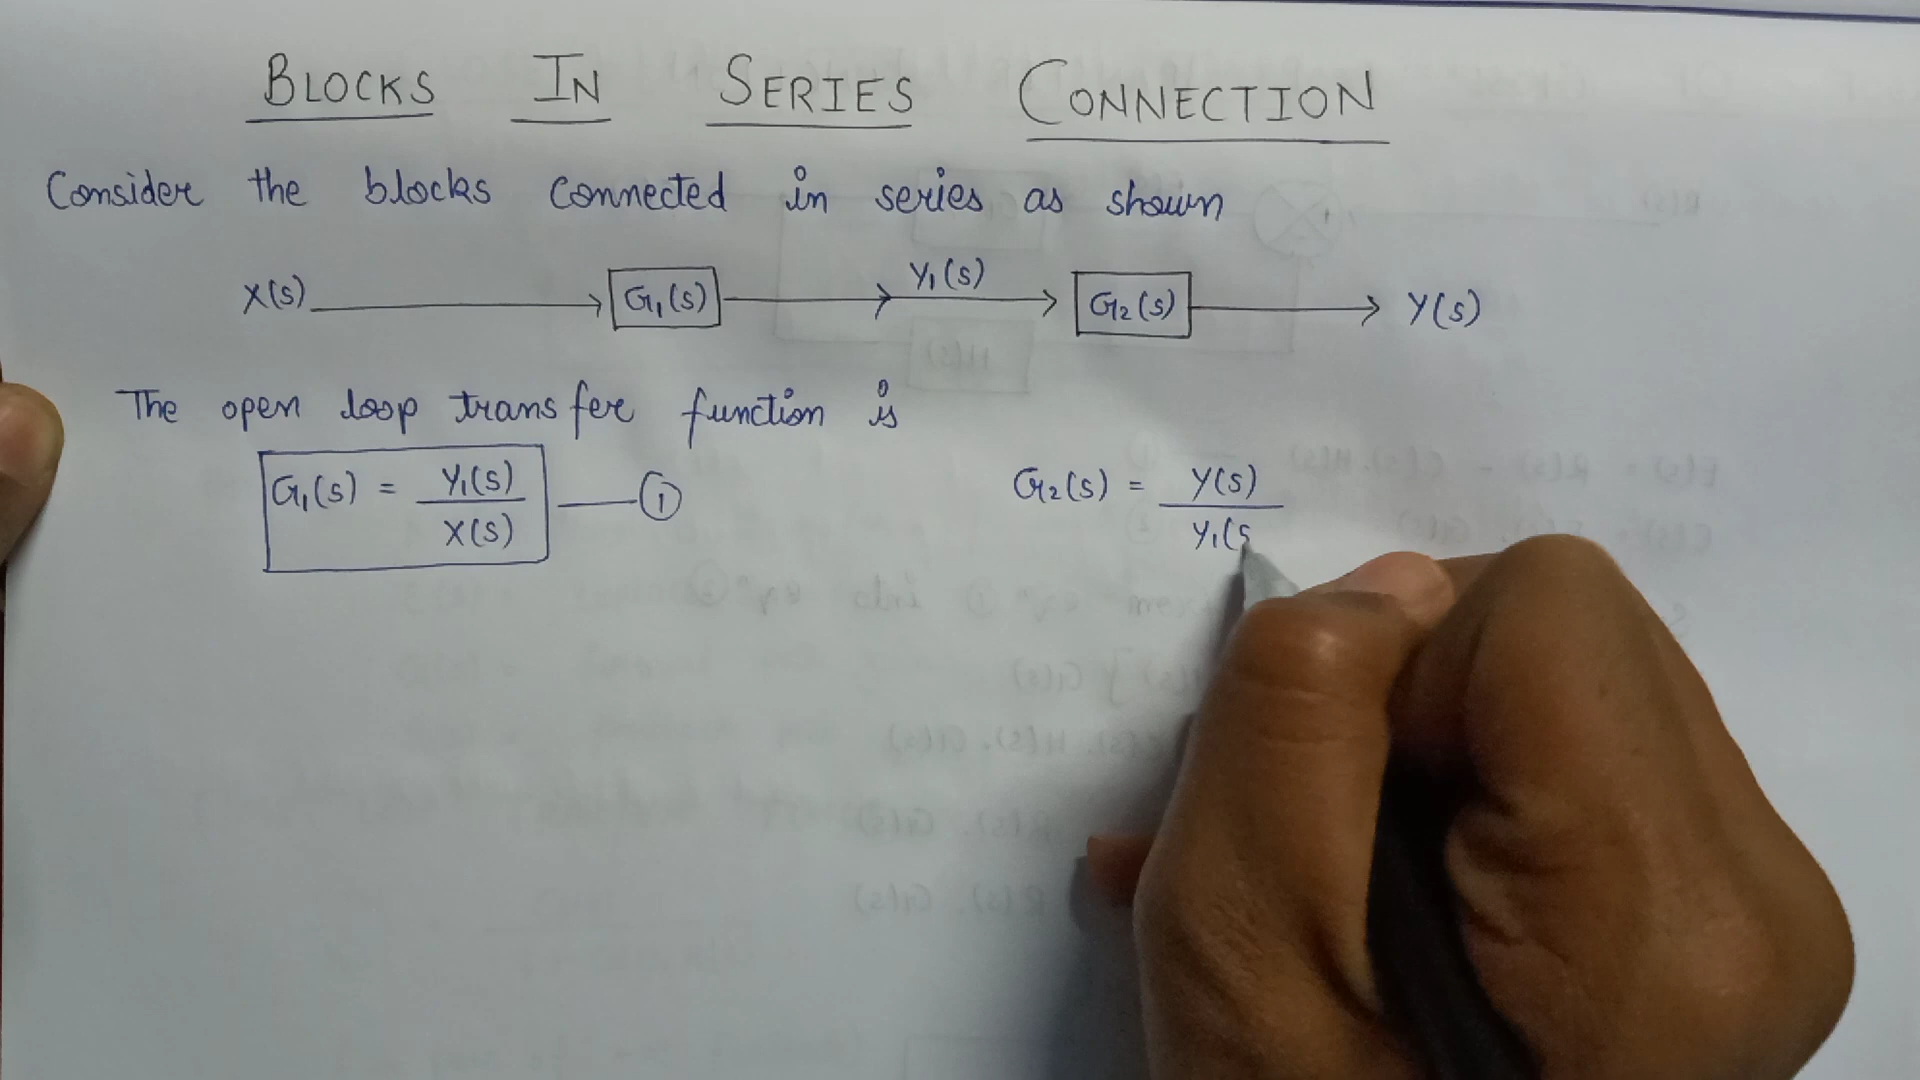 BLOCKS IN SERIES CONNECTION
Consider the blocks connected in series as shown
X(s) G₁(s) Y₁(s) G₂(s) Y(s)
The open loop transfer function is
G₁(s) = Y₁(s) / X(s) — ①
G₂(s) = Y(s) / Y₁(s